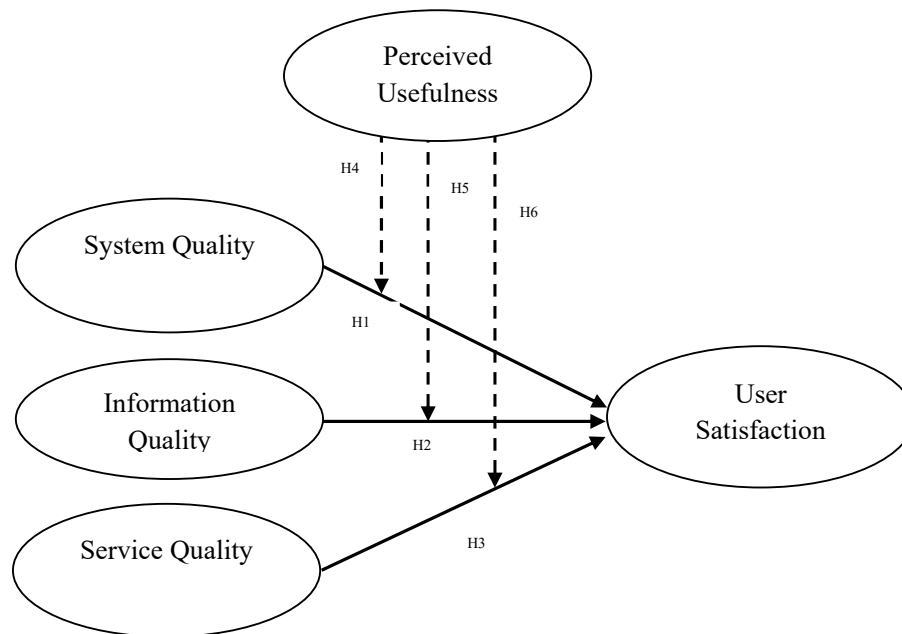 Perceived
Usefulness
H4
H5
H6
System Quality
H1
Information
Quality
User
Satisfaction
H2
Service Quality
H3